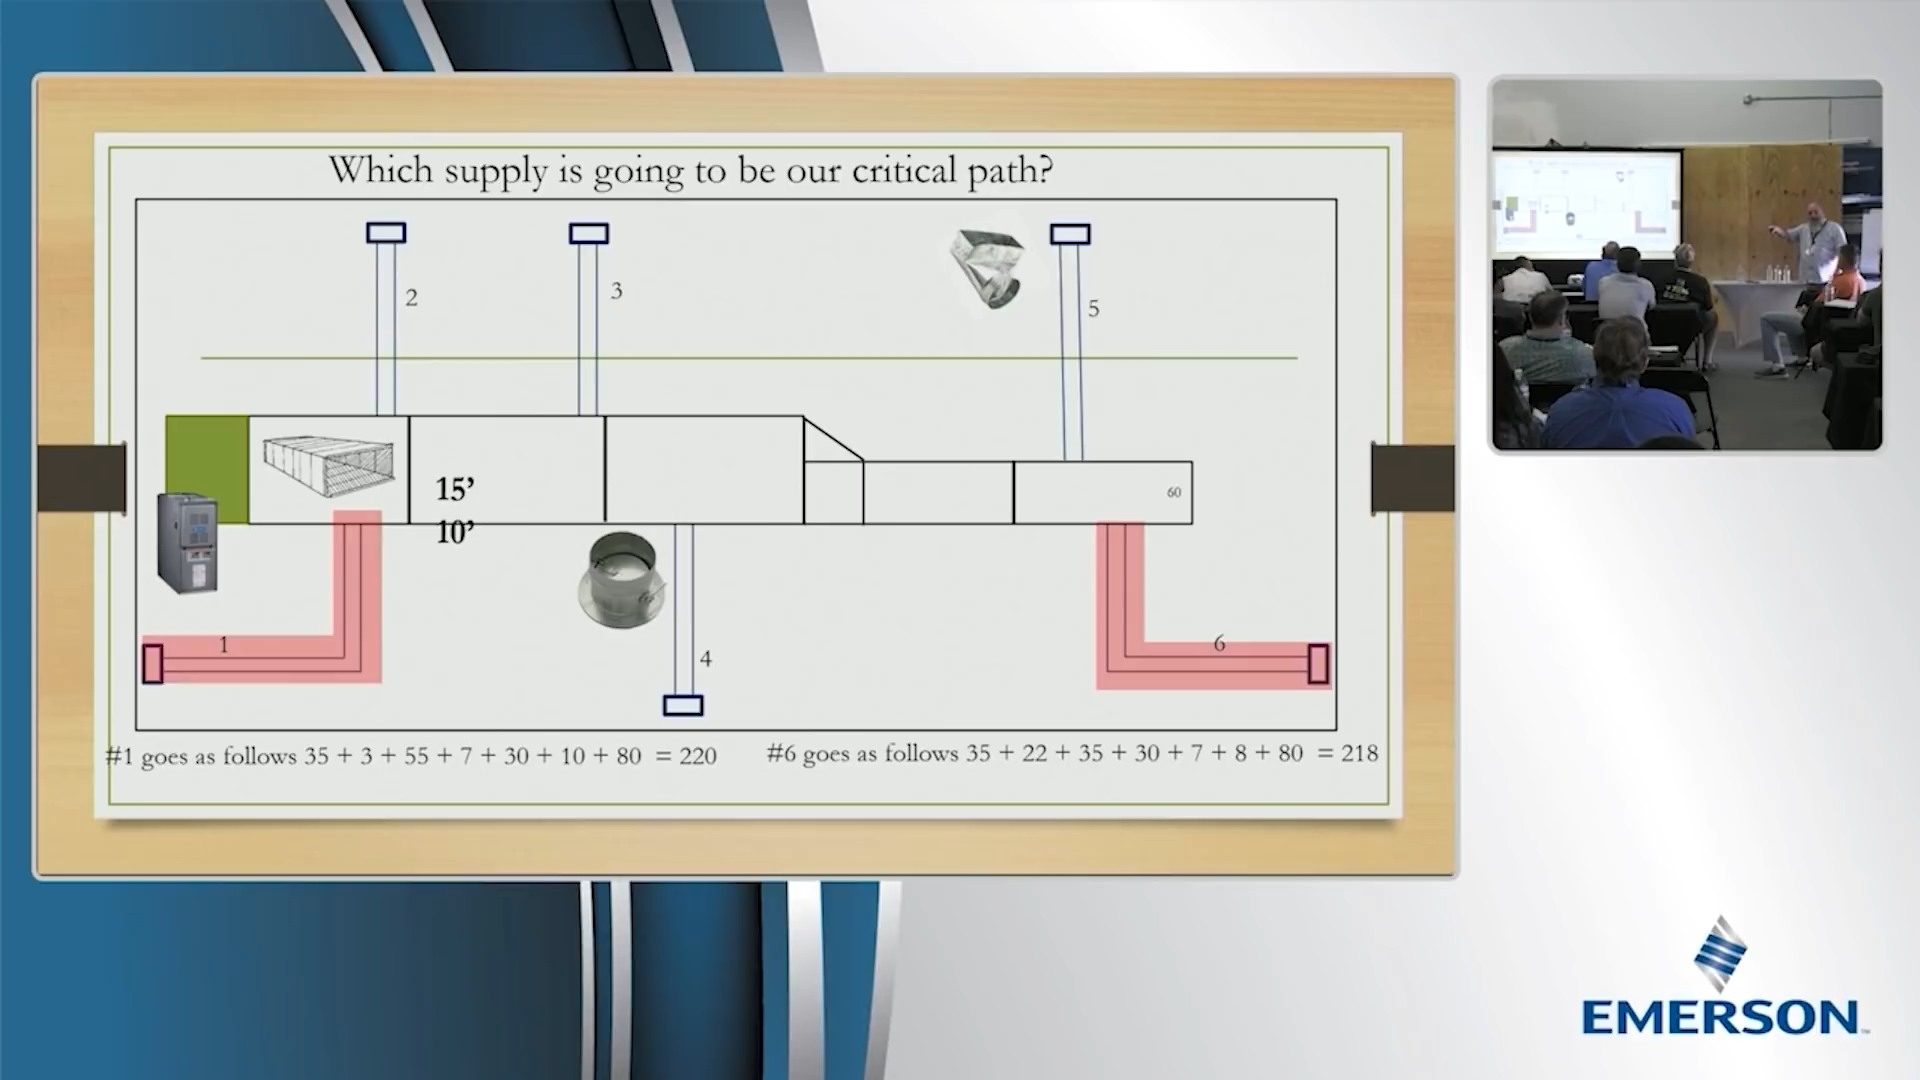 Which supply is going to be our critical path?
2
3
5
15’
10’
60
1
4
6
#1 goes as follows 35 + 3 + 55 + 7 + 30 + 10 + 80 = 220
#6 goes as follows 35 + 22 + 35 + 30 + 7 + 8 + 80 = 218
EMERSON